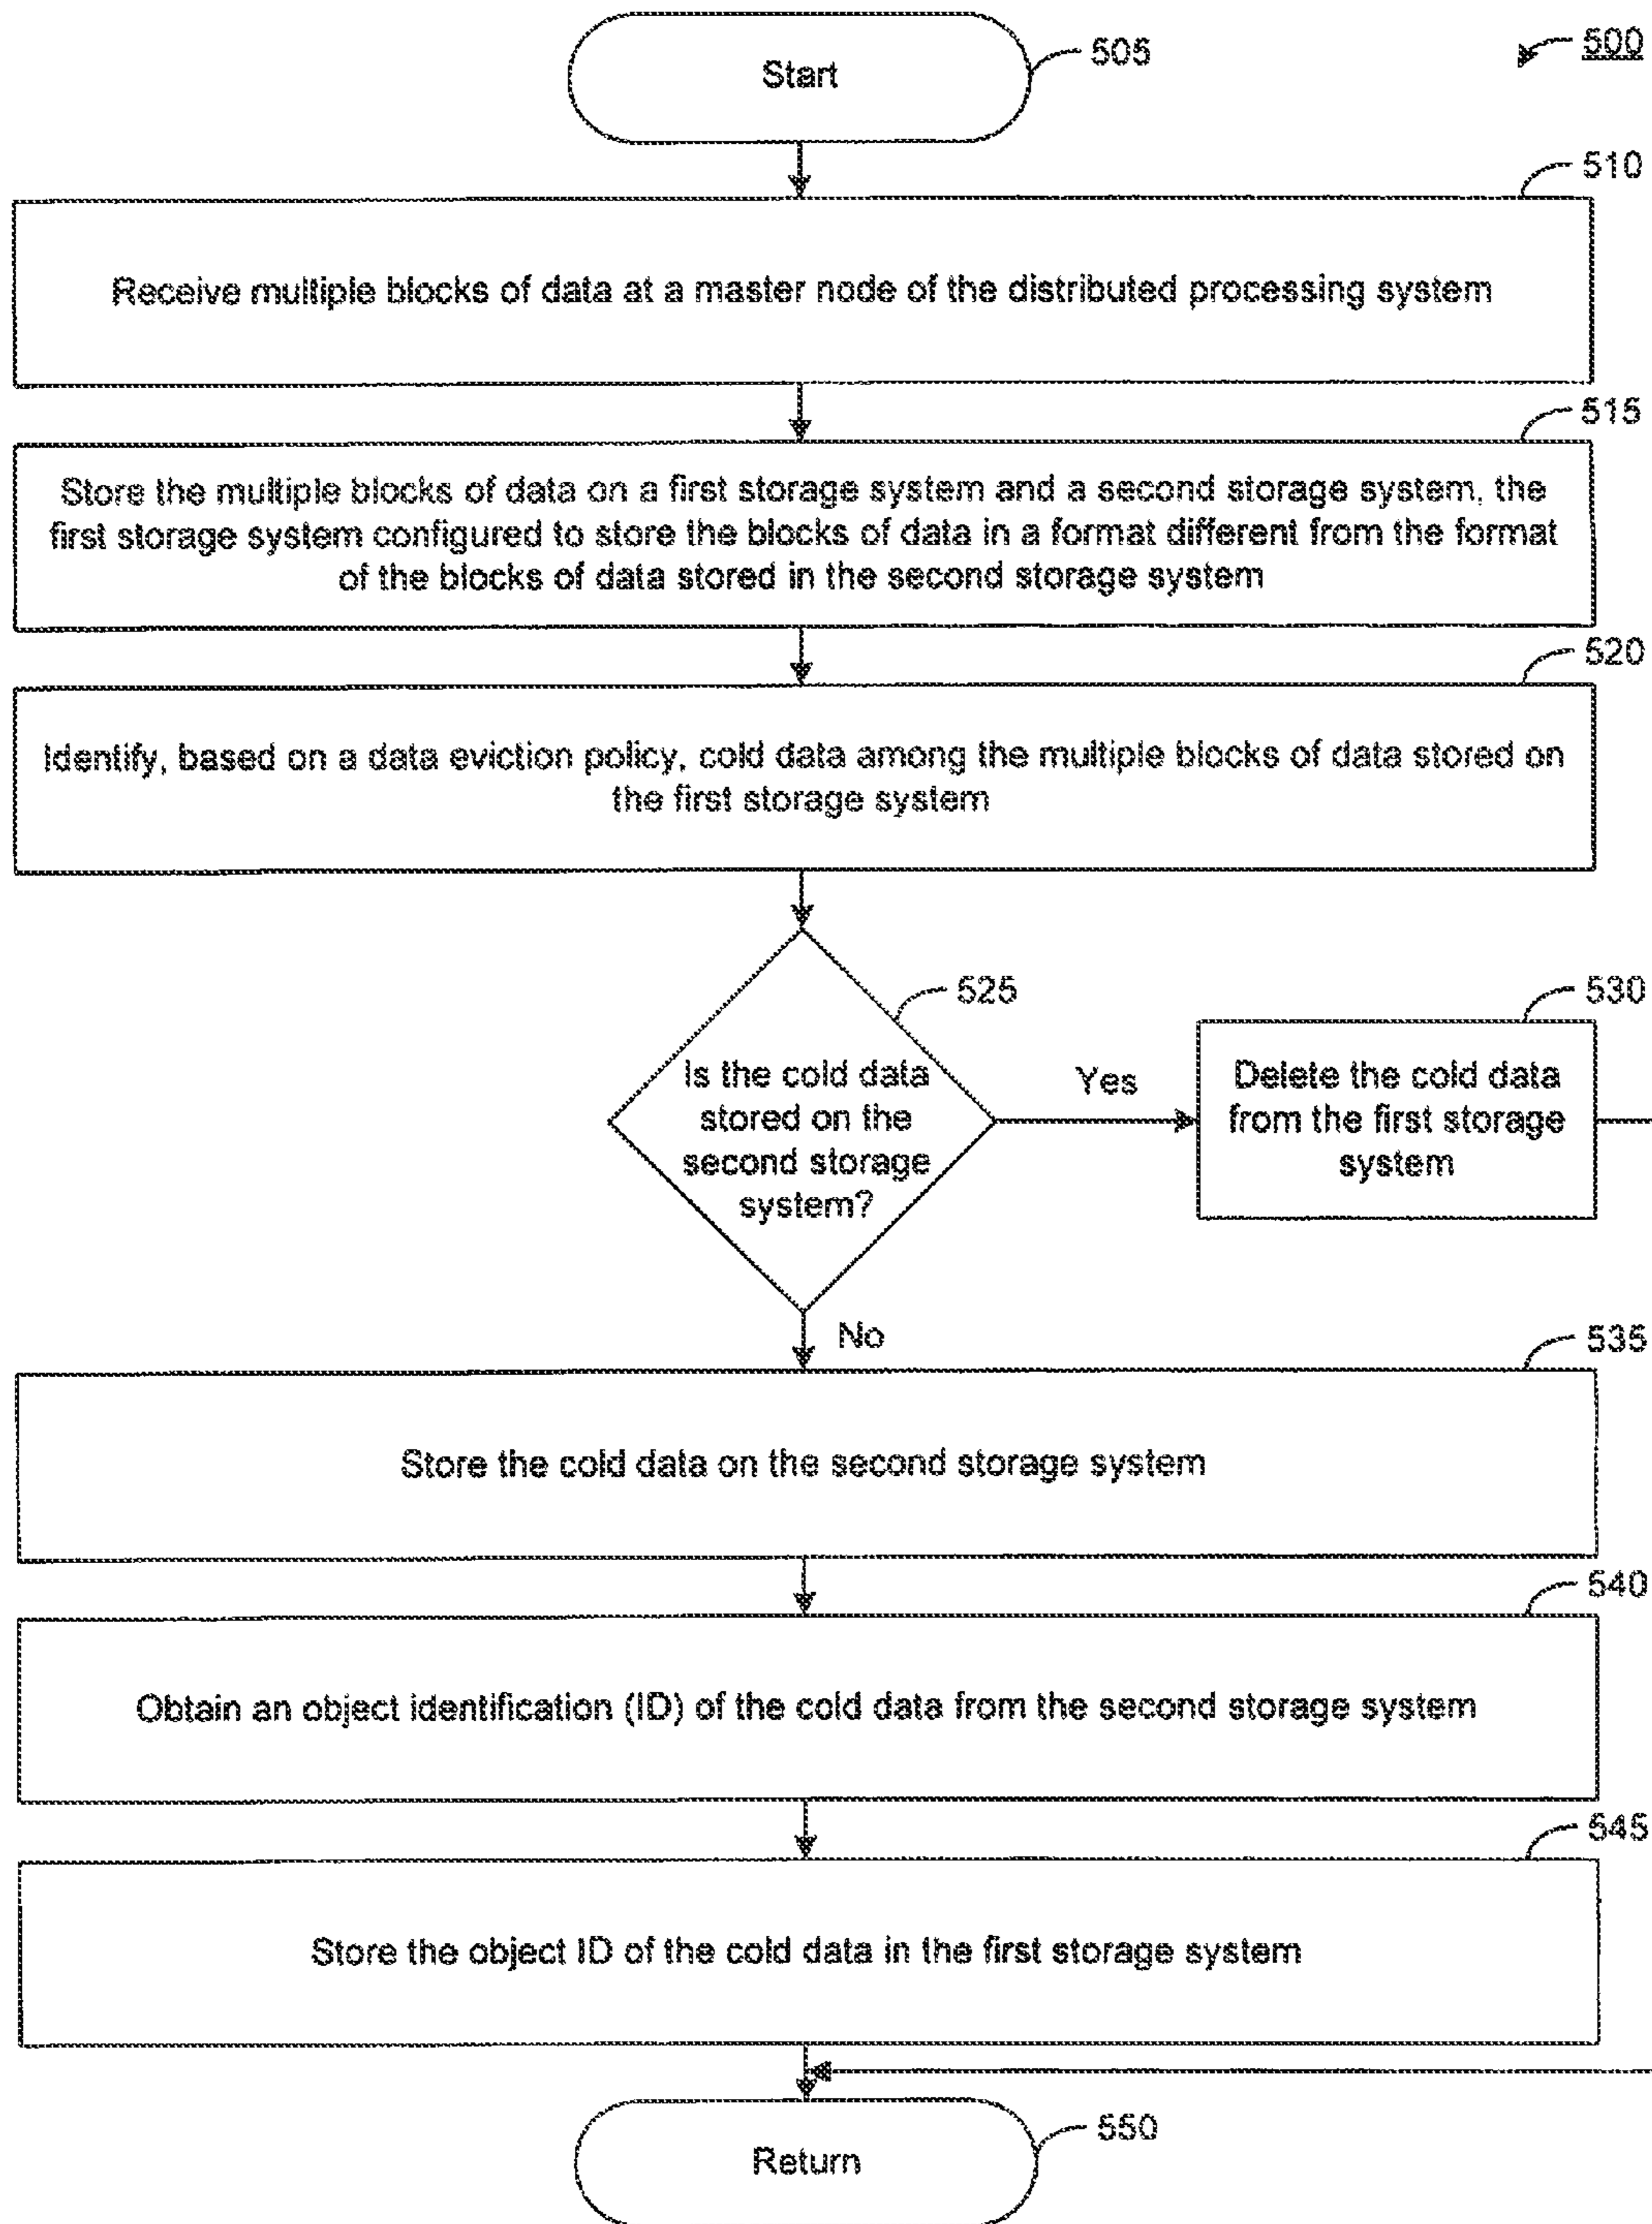 500
Start
505
510
Receive multiple blocks of data at a master node of the distributed processing system
515
Store the multiple blocks of data on a first storage system and a second storage system, the
first storage system configured to store the blocks of data in a format different from the format
of the blocks of data stored in the second storage system
520
Identify, based on a data eviction policy, cold data among the multiple blocks of data stored on
the first storage system
525
Is the cold data
stored on the
second storage
system?
Yes
530
Delete the cold data
from the first storage
system
No
535
Store the cold data on the second storage system
540
Obtain an object identification (ID) of the cold data from the second storage system
545
Store the object ID of the cold data in the first storage system
Return
550